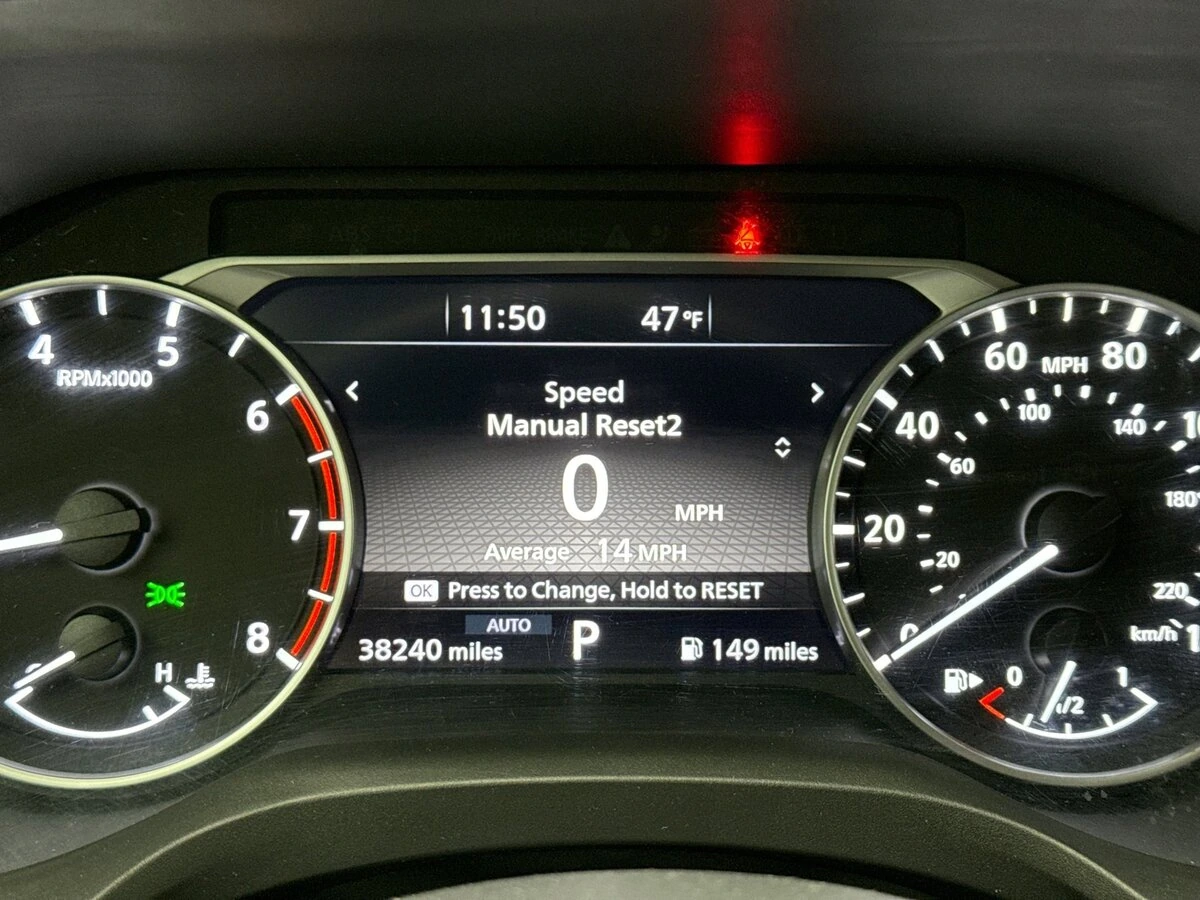 11:50 47°F
Speed
Manual Reset2
0 MPH
Average 14 MPH
OK Press to Change, Hold to RESET
AUTO
38240 miles P 149 miles
4 5 6 7 8
RPMx1000
H
0 20 40 60 80
MPH
20 60 100 140 180 220
km/h
0 1/2 1